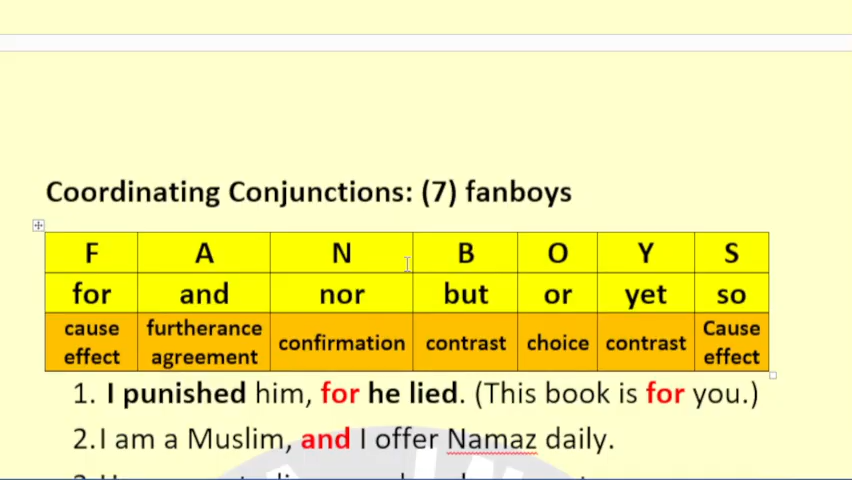 Coordinating Conjunctions: (7) fanboys
F A N B O Y S
for and nor but or yet so
cause effect furtherance agreement confirmation contrast choice contrast Cause effect
1. I punished him, for he lied. (This book is for you.)
2.I am a Muslim, and I offer Namaz daily.